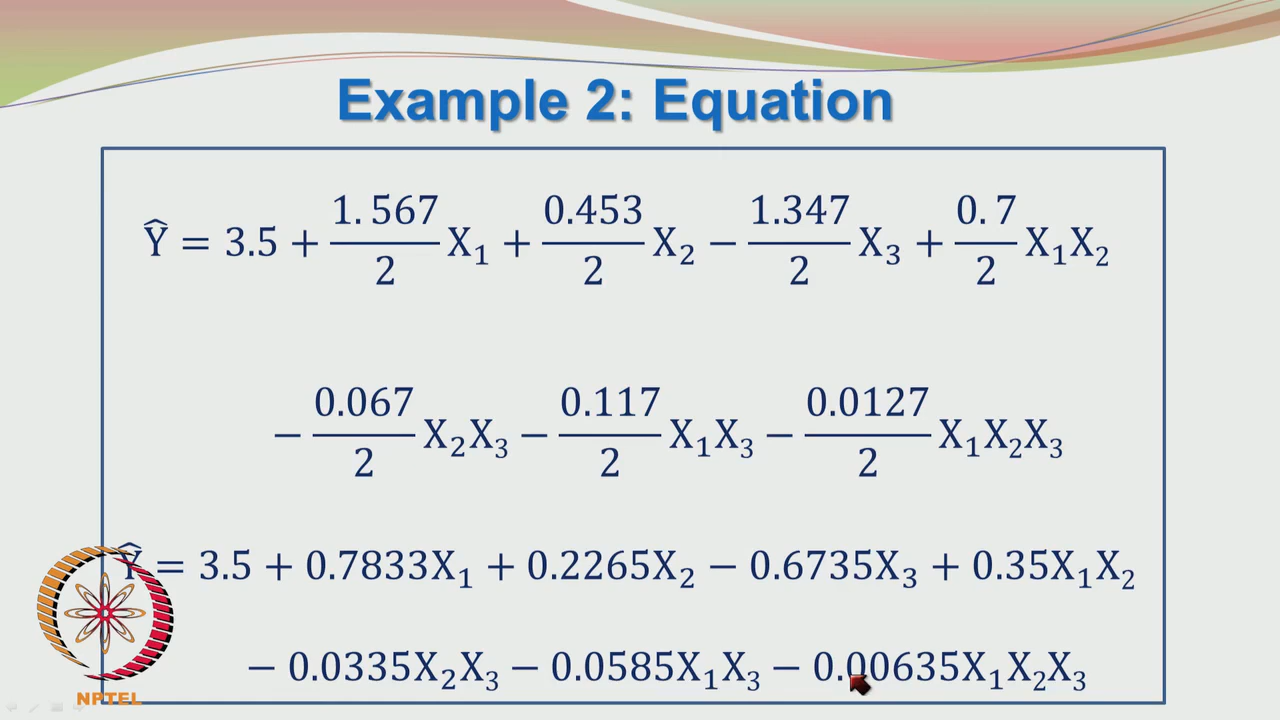 Example 2: Equation
Ŷ = 3.5 + 1.567/2 X₁ + 0.453/2 X₂ − 1.347/2 X₃ + 0.7/2 X₁X₂
− 0.067/2 X₂X₃ − 0.117/2 X₁X₃ − 0.0127/2 X₁X₂X₃
Ŷ = 3.5 + 0.7833X₁ + 0.2265X₂ − 0.6735X₃ + 0.35X₁X₂
− 0.0335X₂X₃ − 0.0585X₁X₃ − 0.00635X₁X₂X₃
NPTEL